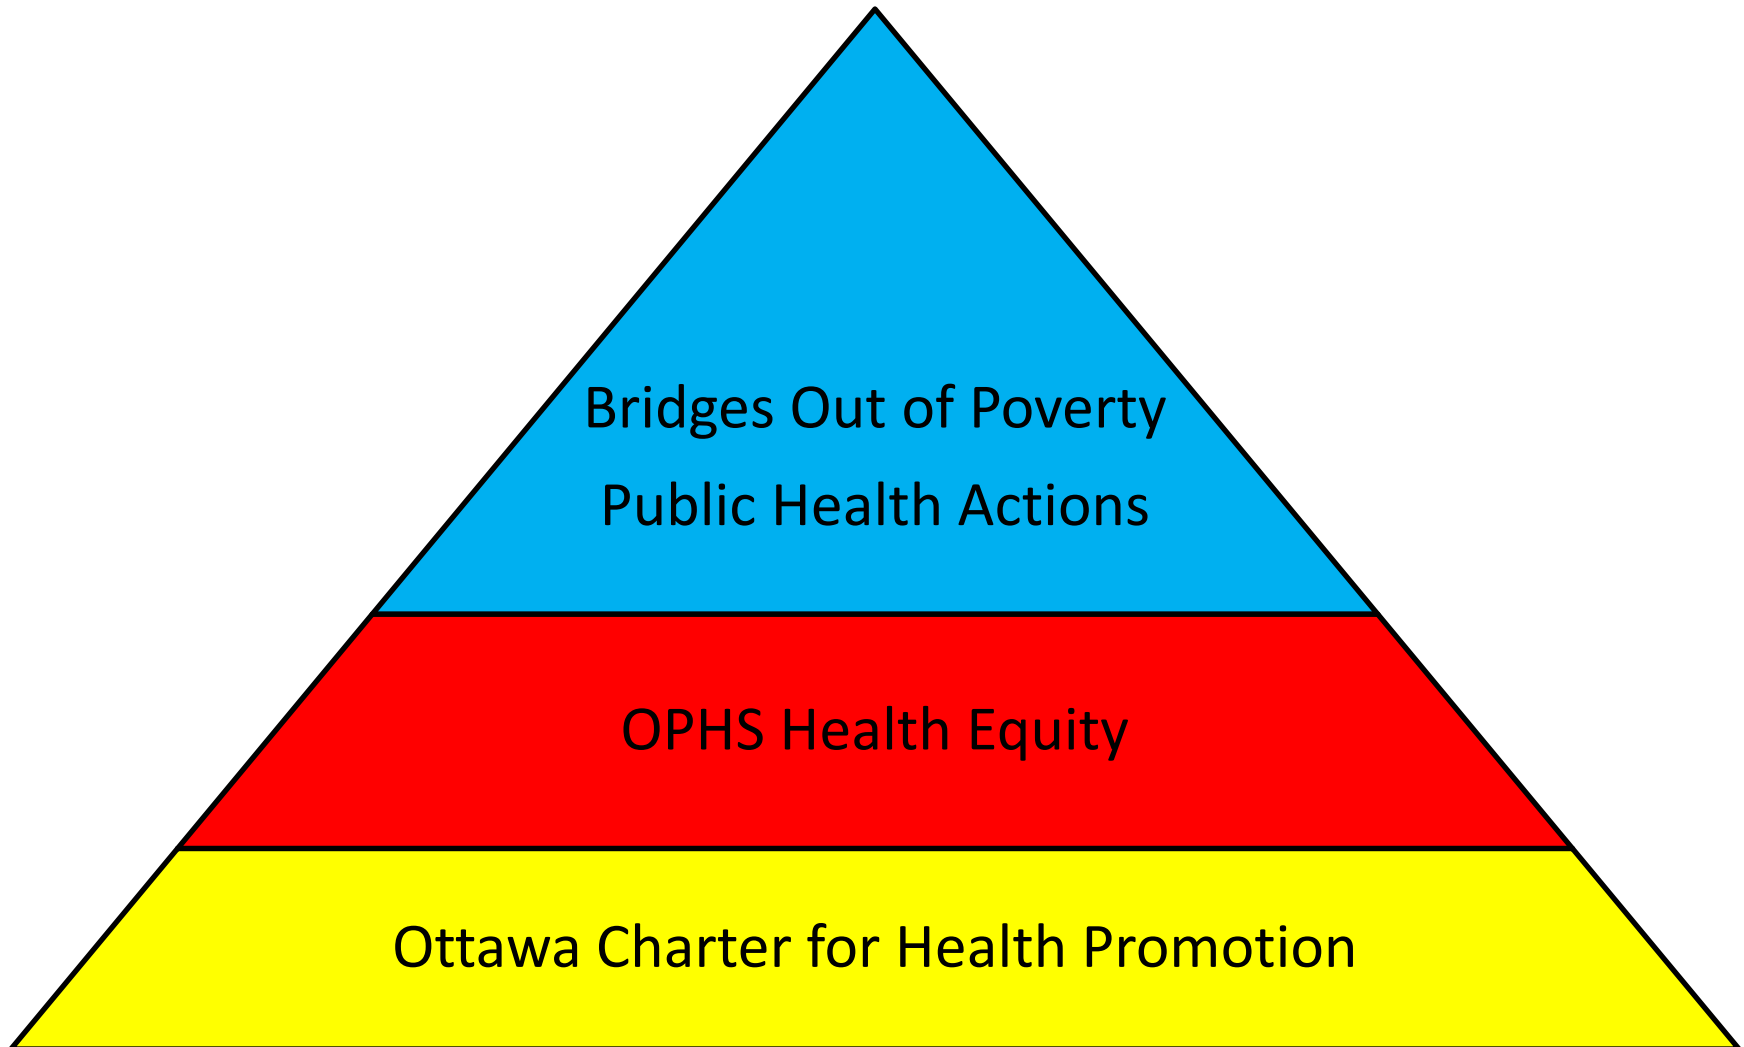 Bridges Out of Poverty
Public Health Actions
OPHS Health Equity
Ottawa Charter for Health Promotion